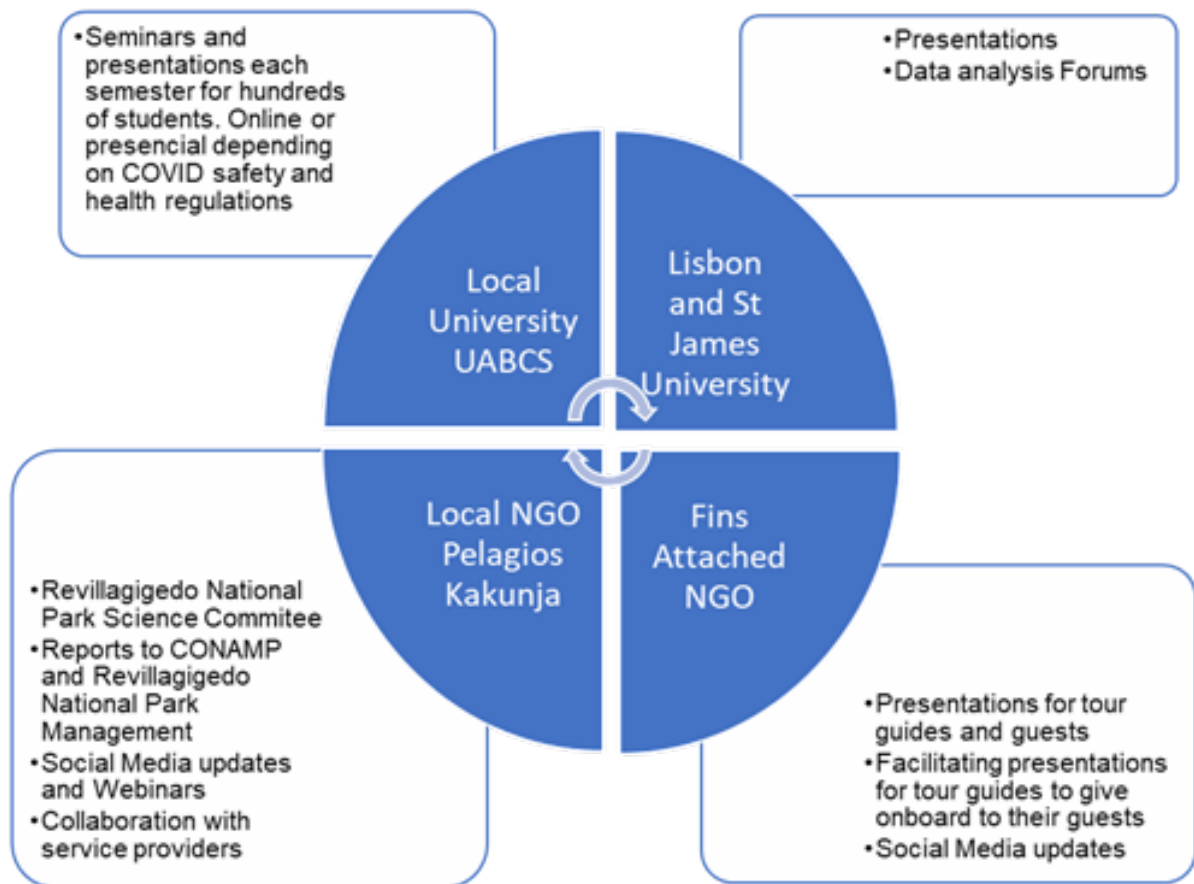 •Seminars and
presentations each
semester for hundreds
of students. Online or
presencial depending
on COVID safety and
health regulations
•Presentations
•Data analysis Forums
Local
University
UABCS
Lisbon
and St
James
University
Local NGO
Pelagios
Kakunja
Fins
Attached
NGO
•Revillagigedo National
Park Science Commitee
•Reports to CONAMP
and Revillagigedo
National Park
Management
•Social Media updates
and Webinars
•Collaboration with
service providers
•Presentations for tour
guides and guests
•Facilitating presentations
for tour guides to give
onboard to their guests
•Social Media updates